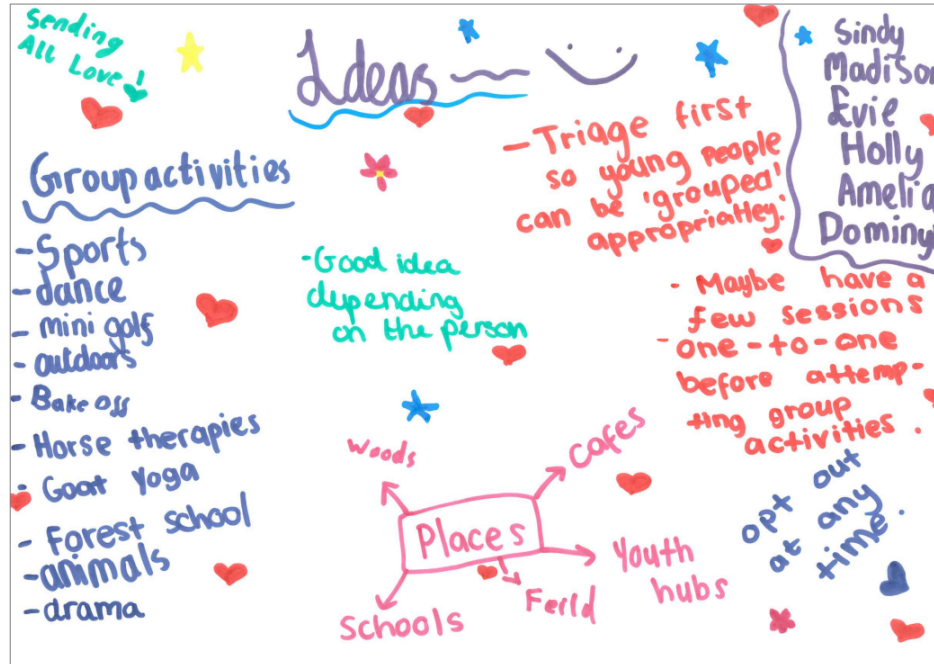 Sending
All Love!
Ideas
Sindy
Madison
Evie
Holly
Amelia
Group activities
- Sports
- dance
- mini golf
- outdoors
- Bake off
- Horse therapies
- Goat yoga
- Forest school
- animals
- drama
- Good idea
depending
on the person
- Triage first
so young people
can be 'grouped'
appropriatley.'
- Maybe have a
few sessions
- one-to-one
before attemp-
ting group
activities.
opt out
at any
time.
Places
Woods
Cafes
Youth
hubs
Feild
Schools